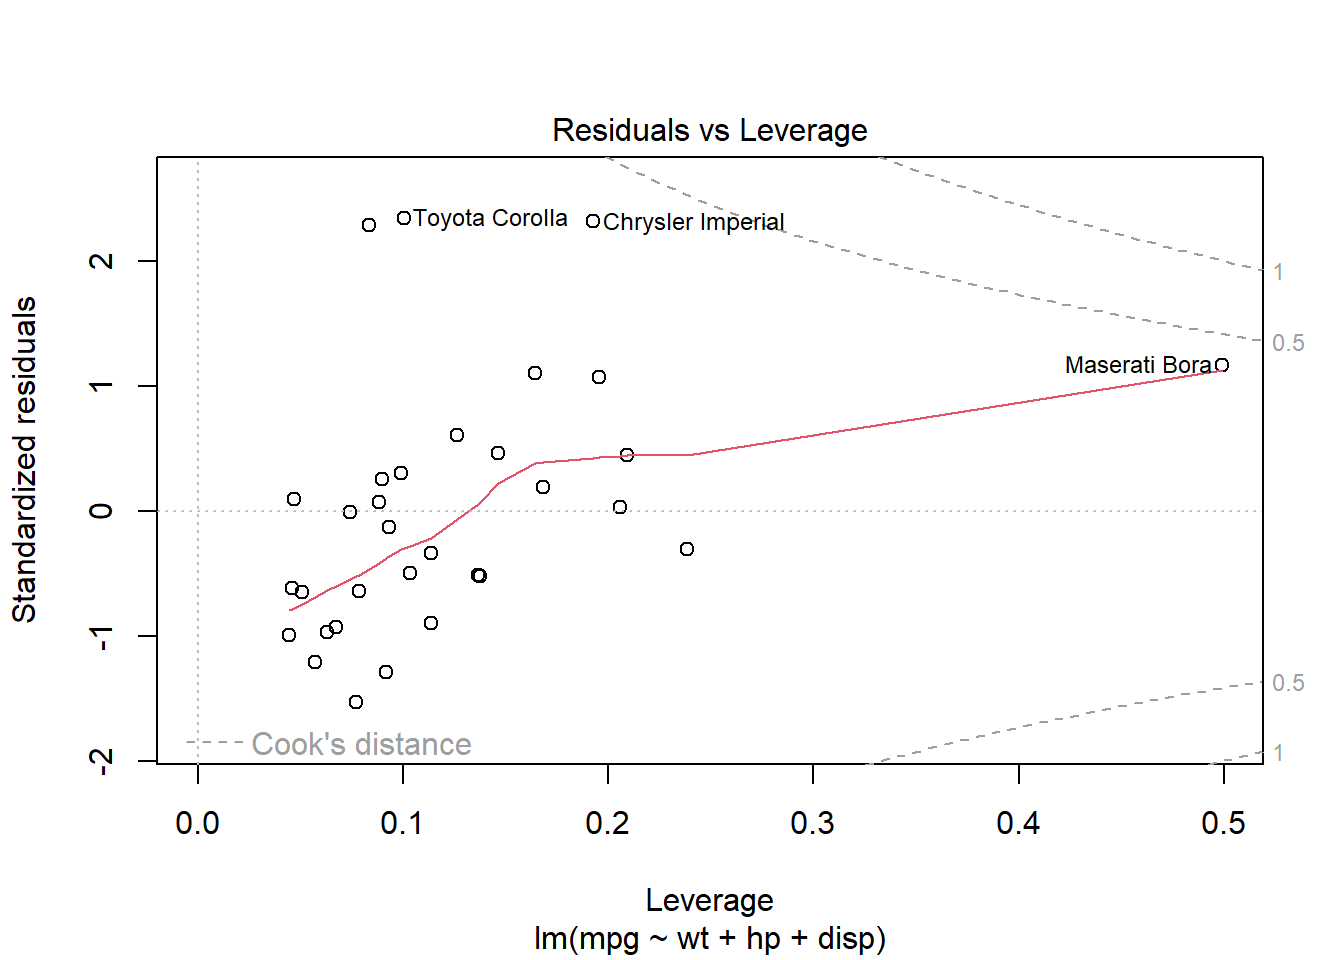 Residuals vs Leverage
Toyota Corolla
Chrysler Imperial
Maserati Bora
Standardized residuals
2
1
0
-1
-2
1
0.5
0.5
1
Cook's distance
0.0 0.1 0.2 0.3 0.4 0.5
Leverage
lm(mpg ~ wt + hp + disp)